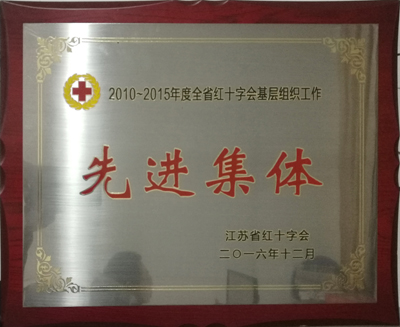 2010~2015年度全省红十字会基层组织工作
先进集体
江苏省红十字会
二〇一六年十二月